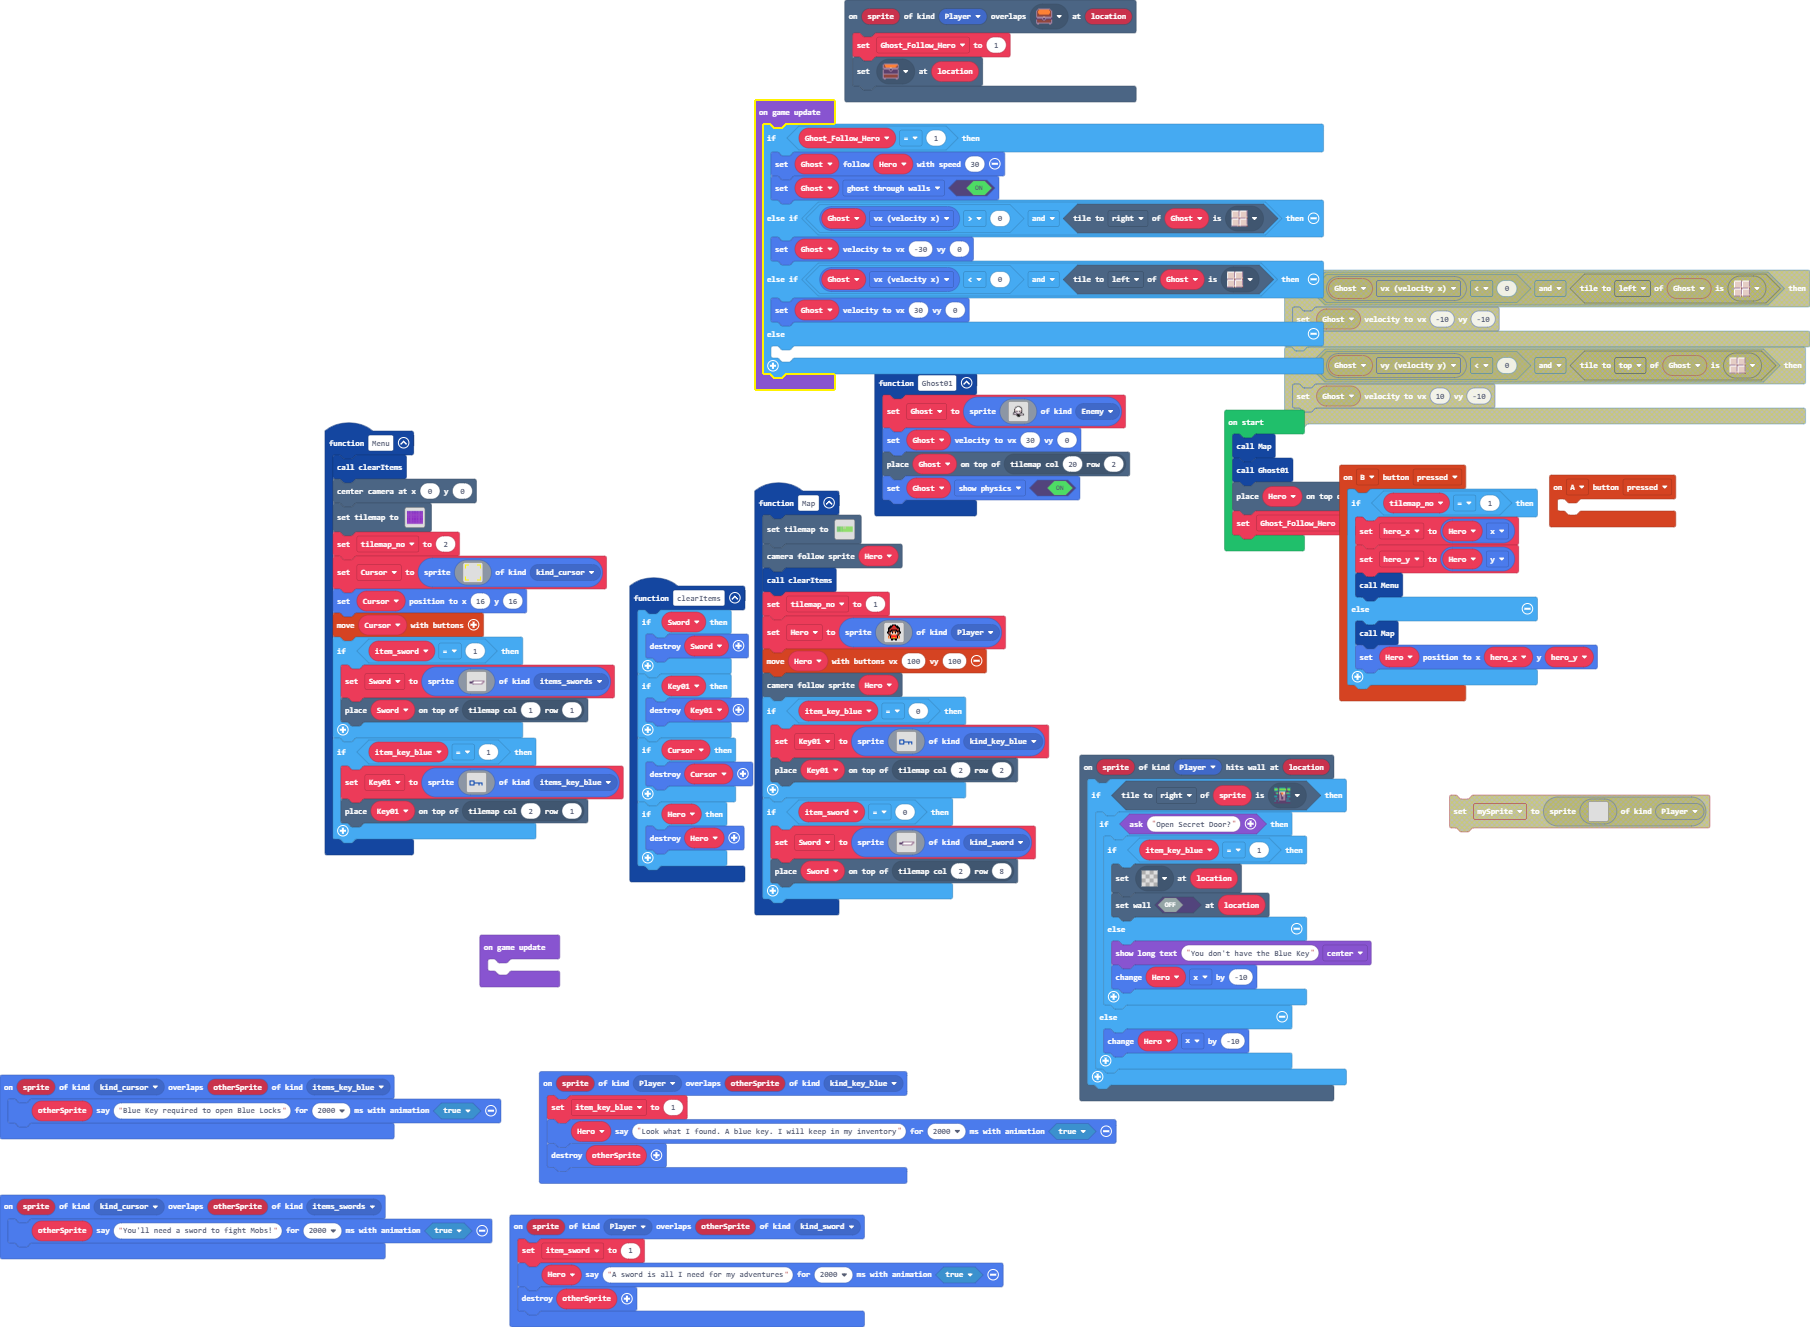 on sprite of kind Player overlaps at location
set Ghost_Follow_Hero to 1
set at location
on game update
if Ghost_Follow_Hero = 1 then
set Ghost follow Hero with speed 30
set Ghost ghost through walls ON
else if Ghost vx (velocity x) > 0 and tile to right of Ghost is then
set Ghost velocity to vx -30 vy 0
else if Ghost vx (velocity x) < 0 and tile to left of Ghost is then
set Ghost velocity to vx 30 vy 0
else
Ghost vx (velocity x) < 0 and tile to left of Ghost is then
set Ghost velocity to vx -10 vy -10
Ghost vy (velocity y) < 0 and tile to top of Ghost is then
set Ghost velocity to vx 10 vy -10
function Ghost01
set Ghost to sprite of kind Enemy
set Ghost velocity to vx 30 vy 0
place Ghost on top of tilemap col 20 row 2
set Ghost show physics ON
on start
call Map
call Ghost01
place Hero on top
set Ghost_Follow_Hero
on B button pressed
if tilemap_no = 1 then
set hero_x to Hero x
set hero_y to Hero y
call Menu
else
call Map
set Hero position to x hero_x y hero_y
on A button pressed
function Menu
call clearItems
center camera at x 0 y 0
set tilemap to
set tilemap_no to 2
set Cursor to sprite of kind kind_cursor
set Cursor position to x 16 y 16
move Cursor with buttons
if item_sword = 1 then
set Sword to sprite of kind items_swords
place Sword on top of tilemap col 1 row 1
if item_key_blue = 1 then
set Key01 to sprite of kind items_key_blue
place Key01 on top of tilemap col 2 row 1
function clearItems
if Sword then
destroy Sword
if Key01 then
destroy Key01
if Cursor then
destroy Cursor
if Hero then
destroy Hero
function Map
set tilemap to
camera follow sprite Hero
call clearItems
set tilemap_no to 1
set Hero to sprite of kind Player
move Hero with buttons vx 100 vy 100
camera follow sprite Hero
if item_key_blue = 0 then
set Key01 to sprite of kind kind_key_blue
place Key01 on top of tilemap col 2 row 2
if item_sword = 0 then
set Sword to sprite of kind kind_sword
place Sword on top of tilemap col 2 row 8
on sprite of kind Player hits wall at location
if tile to right of sprite is then
if ask "Open Secret Door?" then
if item_key_blue = 1 then
set at location
set wall OFF at location
else
show long text "You don't have the Blue Key" center
change Hero x by -10
else
change Hero x by -10
set mySprite to sprite of kind Player
on game update
on sprite of kind kind_cursor overlaps otherSprite of kind items_key_blue
otherSprite say "Blue Key required to open Blue Locks" for 2000 ms with animation true
on sprite of kind Player overlaps otherSprite of kind kind_key_blue
set item_key_blue to 1
Hero say "Look what I found. A blue key. I will keep in my inventory" for 2000 ms with animation true
destroy otherSprite
on sprite of kind kind_cursor overlaps otherSprite of kind items_swords
otherSprite say "You'll need a sword to fight Mobs!" for 2000 ms with animation true
on sprite of kind Player overlaps otherSprite of kind kind_sword
set item_sword to 1
Hero say "A sword is all I need for my adventures" for 2000 ms with animation true
destroy otherSprite